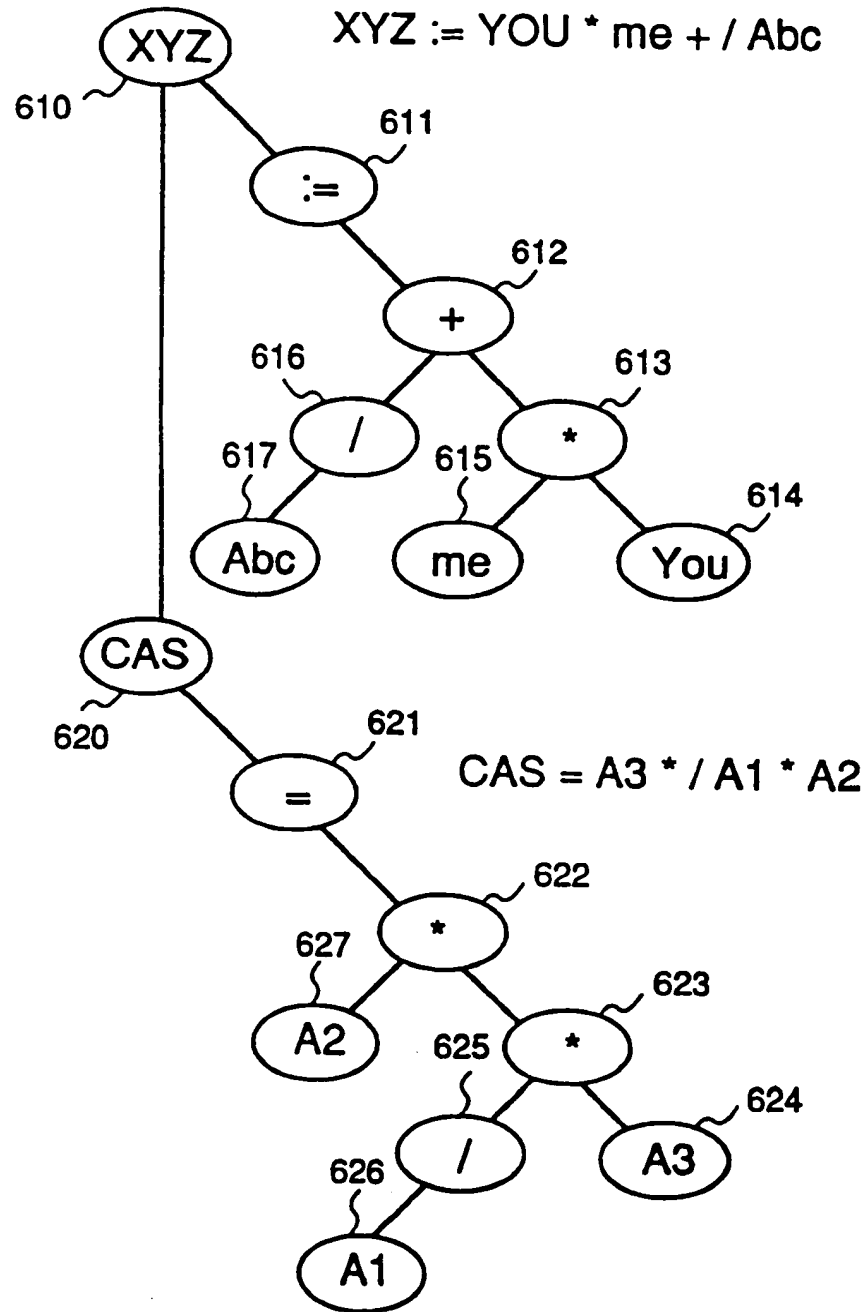 XYZ
XYZ := YOU * me + / Abc
610
611
:=
612
+
616
613
/
*
617
615
614
Abc
me
You
CAS
620
621
=
CAS = A3 * / A1 * A2
622
*
627
623
A2
625
*
624
/
A3
626
A1